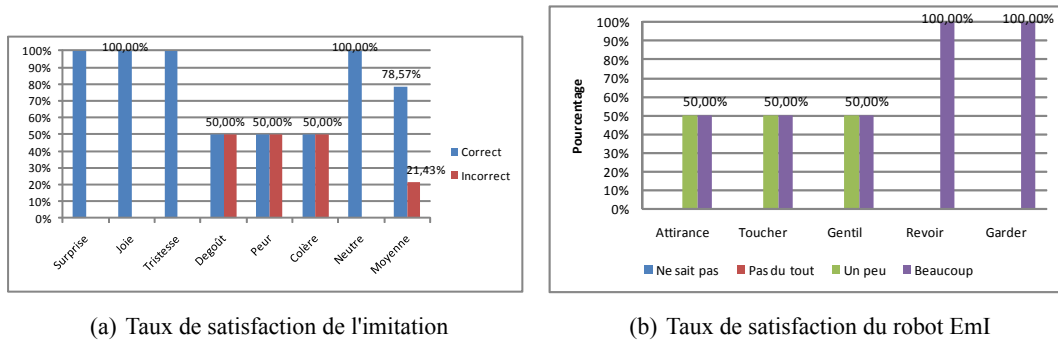 100%
90%
80%
70%
60%
50%
40%
30%
20%
10%
0%
100,00%
100,00%
78,57%
50,00%
50,00%
50,00%
21,43%
Surprise
Joie
Tristesse
Degoût
Peur
Colère
Neutre
Moyenne
Correct
Incorrect
(a) Taux de satisfaction de l'imitation
Pourcentage
100%
90%
80%
70%
60%
50%
40%
30%
20%
10%
0%
50,00%
50,00%
50,00%
100,00%
100,00%
Attirance Toucher Gentil Revoir Garder
Ne sait pas Pas du tout Un peu Beaucoup
(b) Taux de satisfaction du robot EmI